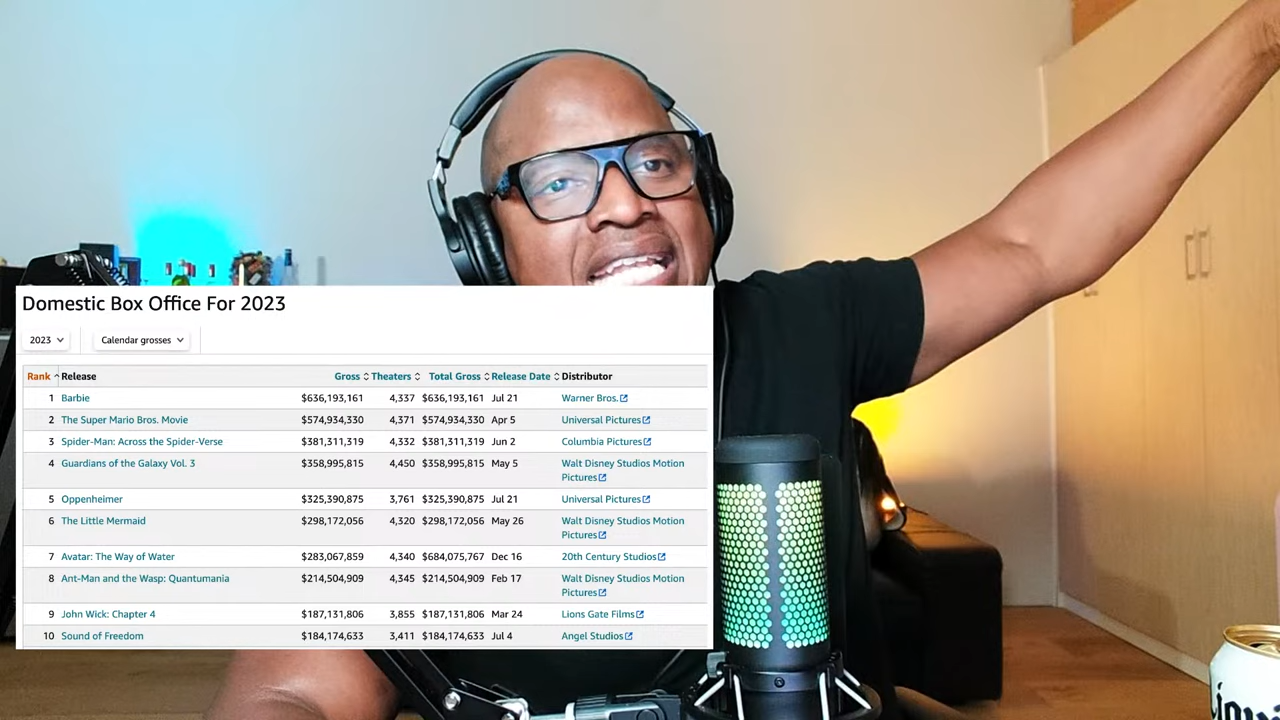 Domestic Box Office For 2023
2023 Calendar grosses
Rank Release Gross Theaters Total Gross Release Date Distributor
1 Barbie $636,193,161 4,337 $636,193,161 Jul 21 Warner Bros.
2 The Super Mario Bros. Movie $574,934,330 4,371 $574,934,330 Apr 5 Universal Pictures
3 Spider-Man: Across the Spider-Verse $381,311,319 4,332 $381,311,319 Jun 2 Columbia Pictures
4 Guardians of the Galaxy Vol. 3 $358,995,815 4,450 $358,995,815 May 5 Walt Disney Studios Motion
Pictures
5 Oppenheimer $325,390,875 3,761 $325,390,875 Jul 21 Universal Pictures
6 The Little Mermaid $298,172,056 4,320 $298,172,056 May 26 Walt Disney Studios Motion
Pictures
7 Avatar: The Way of Water $283,067,859 4,340 $684,075,767 Dec 16 20th Century Studios
8 Ant-Man and the Wasp: Quantumania $214,504,909 4,345 $214,504,909 Feb 17 Walt Disney Studios Motion
Pictures
9 John Wick: Chapter 4 $187,131,806 3,855 $187,131,806 Mar 24 Lions Gate Films
10 Sound of Freedom $184,174,633 3,411 $184,174,633 Jul 4 Angel Studios